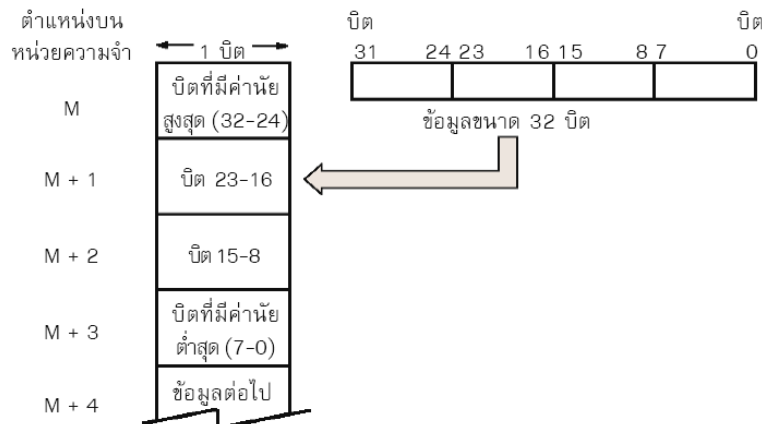 ตำแหน่งบน
หน่วยความจำ
1 บิต
บิต
บิต
31 24 23 16 15 8 7 0
ข้อมูลขนาด 32 บิต
M
บิตที่มีค่านัย
สูงสุด (32-24)
M + 1
บิต 23-16
M + 2
บิต 15-8
M + 3
บิตที่มีค่านัย
ต่ำสุด (7-0)
M + 4
ข้อมูลต่อไป